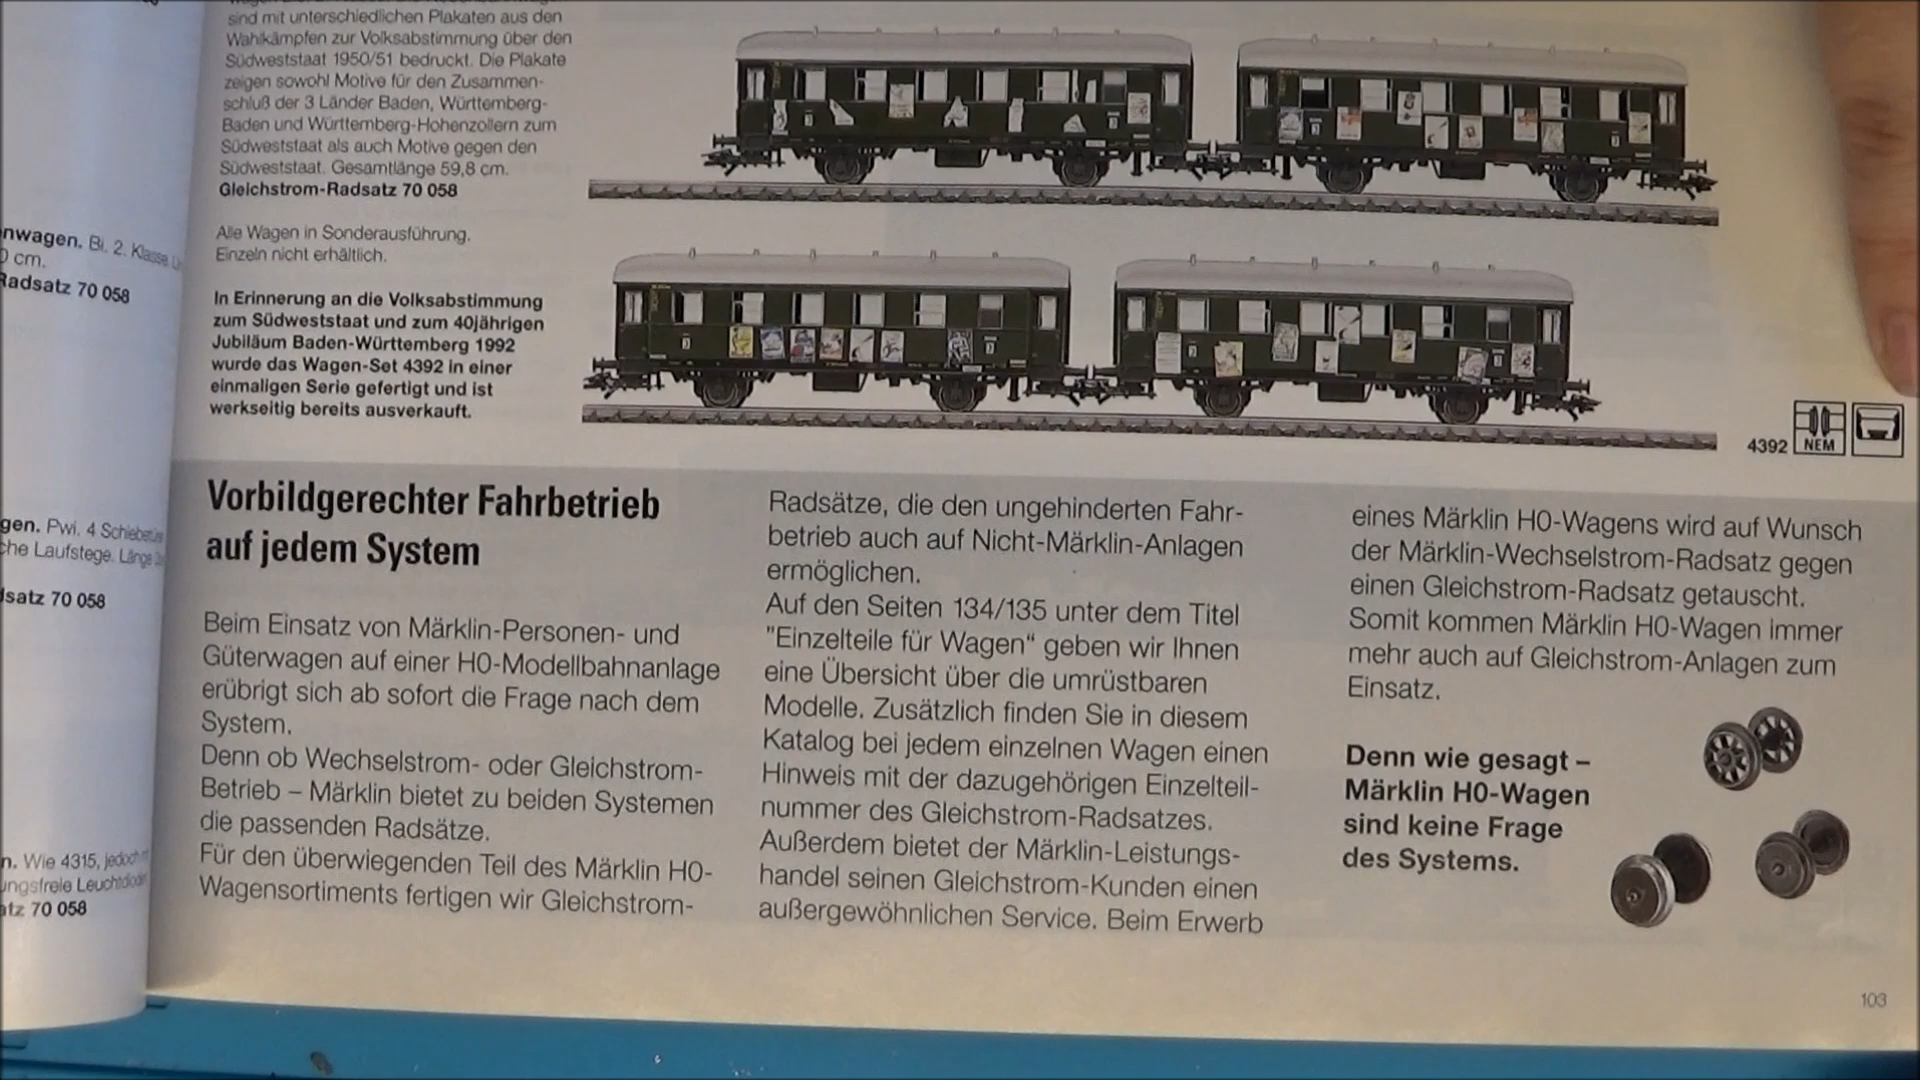 nwagen. Bi. 2. Klasse
0 cm.
Radsatz 70 058
gen. Pwi. 4 Schiebetüre
che Laufstege. Länge
dsatz 70 058
n. Wie 4315, jedoch
ungsfreie Leuchtdioden
atz 70 058
sind mit unterschiedlichen Plakaten aus den
Wahlkämpfen zur Volksabstimmung über den
Südweststaat 1950/51 bedruckt. Die Plakate
zeigen sowohl Motive für den Zusammen-
schluß der 3 Länder Baden, Württemberg-
Baden und Württemberg-Hohenzollern zum
Südweststaat als auch Motive gegen den
Südweststaat. Gesamtlänge 59,8 cm.
Gleichstrom-Radsatz 70 058
Alle Wagen in Sonderausführung.
Einzeln nicht erhältlich.
In Erinnerung an die Volksabstimmung
zum Südweststaat und zum 40jährigen
Jubiläum Baden-Württemberg 1992
wurde das Wagen-Set 4392 in einer
einmaligen Serie gefertigt und ist
werkseitig bereits ausverkauft.
4392
NEM
Vorbildgerechter Fahrbetrieb
auf jedem System
Beim Einsatz von Märklin-Personen- und
Güterwagen auf einer H0-Modellbahnanlage
erübrigt sich ab sofort die Frage nach dem
System.
Denn ob Wechselstrom- oder Gleichstrom-
Betrieb – Märklin bietet zu beiden Systemen
die passenden Radsätze.
Für den überwiegenden Teil des Märklin H0-
Wagensortiments fertigen wir Gleichstrom-
Radsätze, die den ungehinderten Fahr-
betrieb auch auf Nicht-Märklin-Anlagen
ermöglichen.
Auf den Seiten 134/135 unter dem Titel
"Einzelteile für Wagen“ geben wir Ihnen
eine Übersicht über die umrüstbaren
Modelle. Zusätzlich finden Sie in diesem
Katalog bei jedem einzelnen Wagen einen
Hinweis mit der dazugehörigen Einzelteil-
nummer des Gleichstrom-Radsatzes.
Außerdem bietet der Märklin-Leistungs-
handel seinen Gleichstrom-Kunden einen
außergewöhnlichen Service. Beim Erwerb
eines Märklin H0-Wagens wird auf Wunsch
der Märklin-Wechselstrom-Radsatz gegen
einen Gleichstrom-Radsatz getauscht.
Somit kommen Märklin H0-Wagen immer
mehr auch auf Gleichstrom-Anlagen zum
Einsatz.
Denn wie gesagt –
Märklin H0-Wagen
sind keine Frage
des Systems.
103